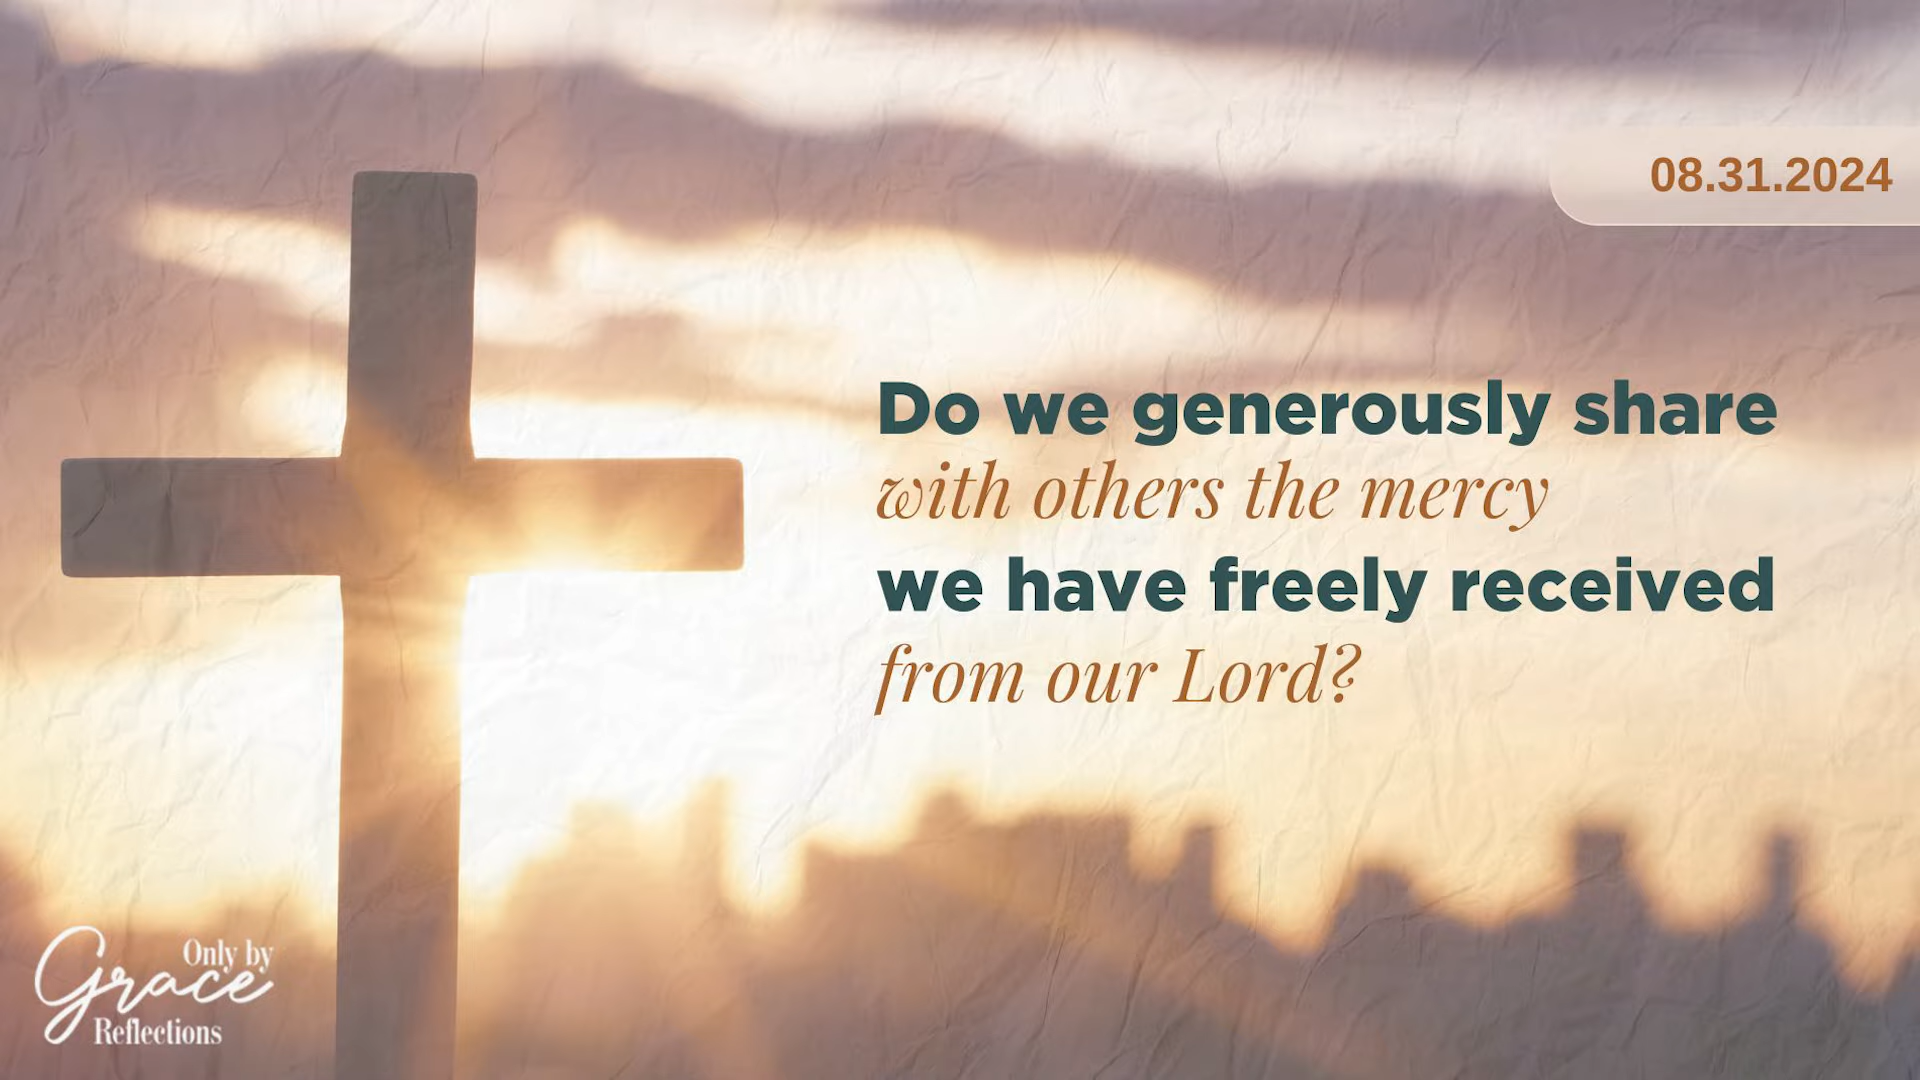 08.31.2024
Do we generously share
with others the mercy
we have freely received
from our Lord?
Only by
Grace
Reflections